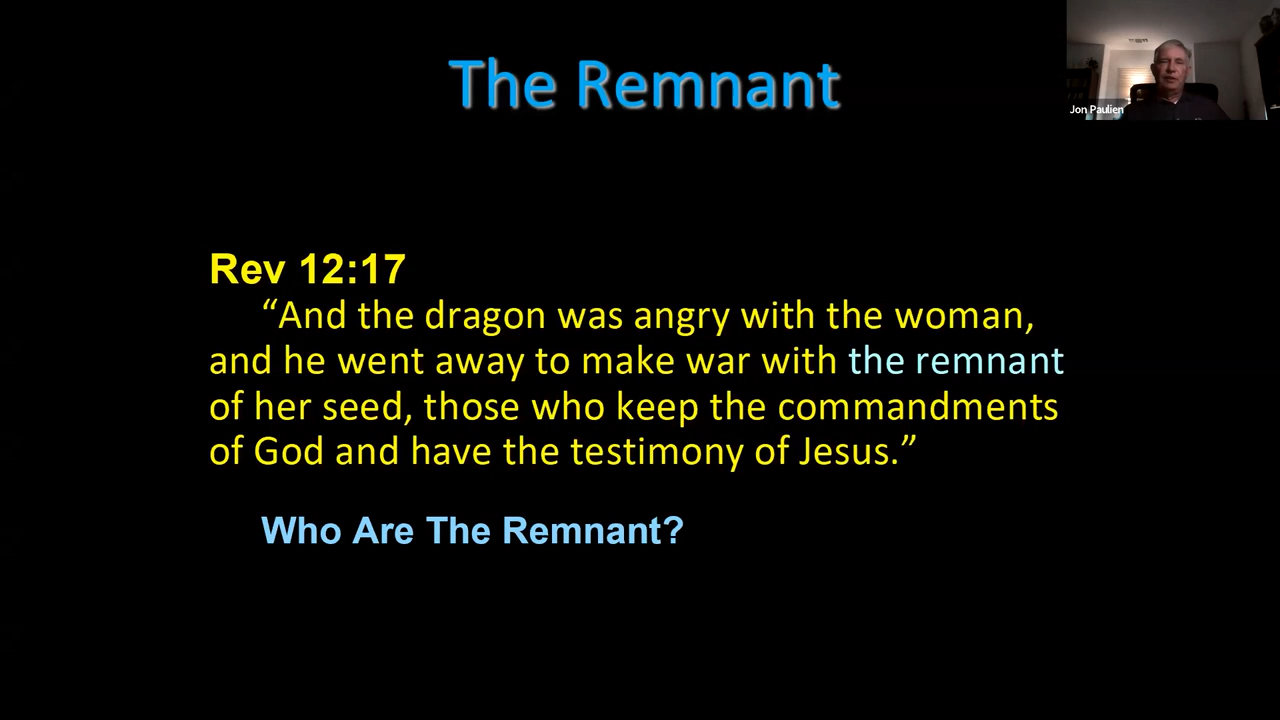 The Remnant
Jon Paulien
Rev 12:17
“And the dragon was angry with the woman,
and he went away to make war with the remnant
of her seed, those who keep the commandments
of God and have the testimony of Jesus.”
Who Are The Remnant?